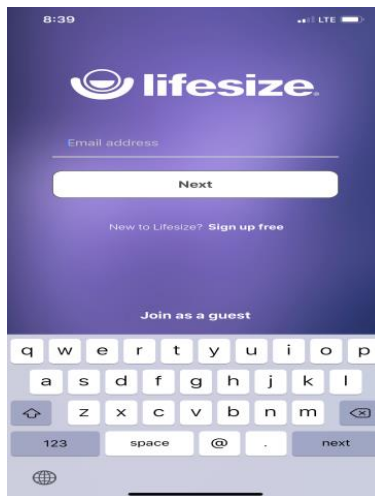 8:39 LTE
lifesize
Email address
Next
New to Lifesize? Sign up free
Join as a guest
q w e r t y u i o p
a s d f g h j k l
z x c v b n m
123 space @ . next